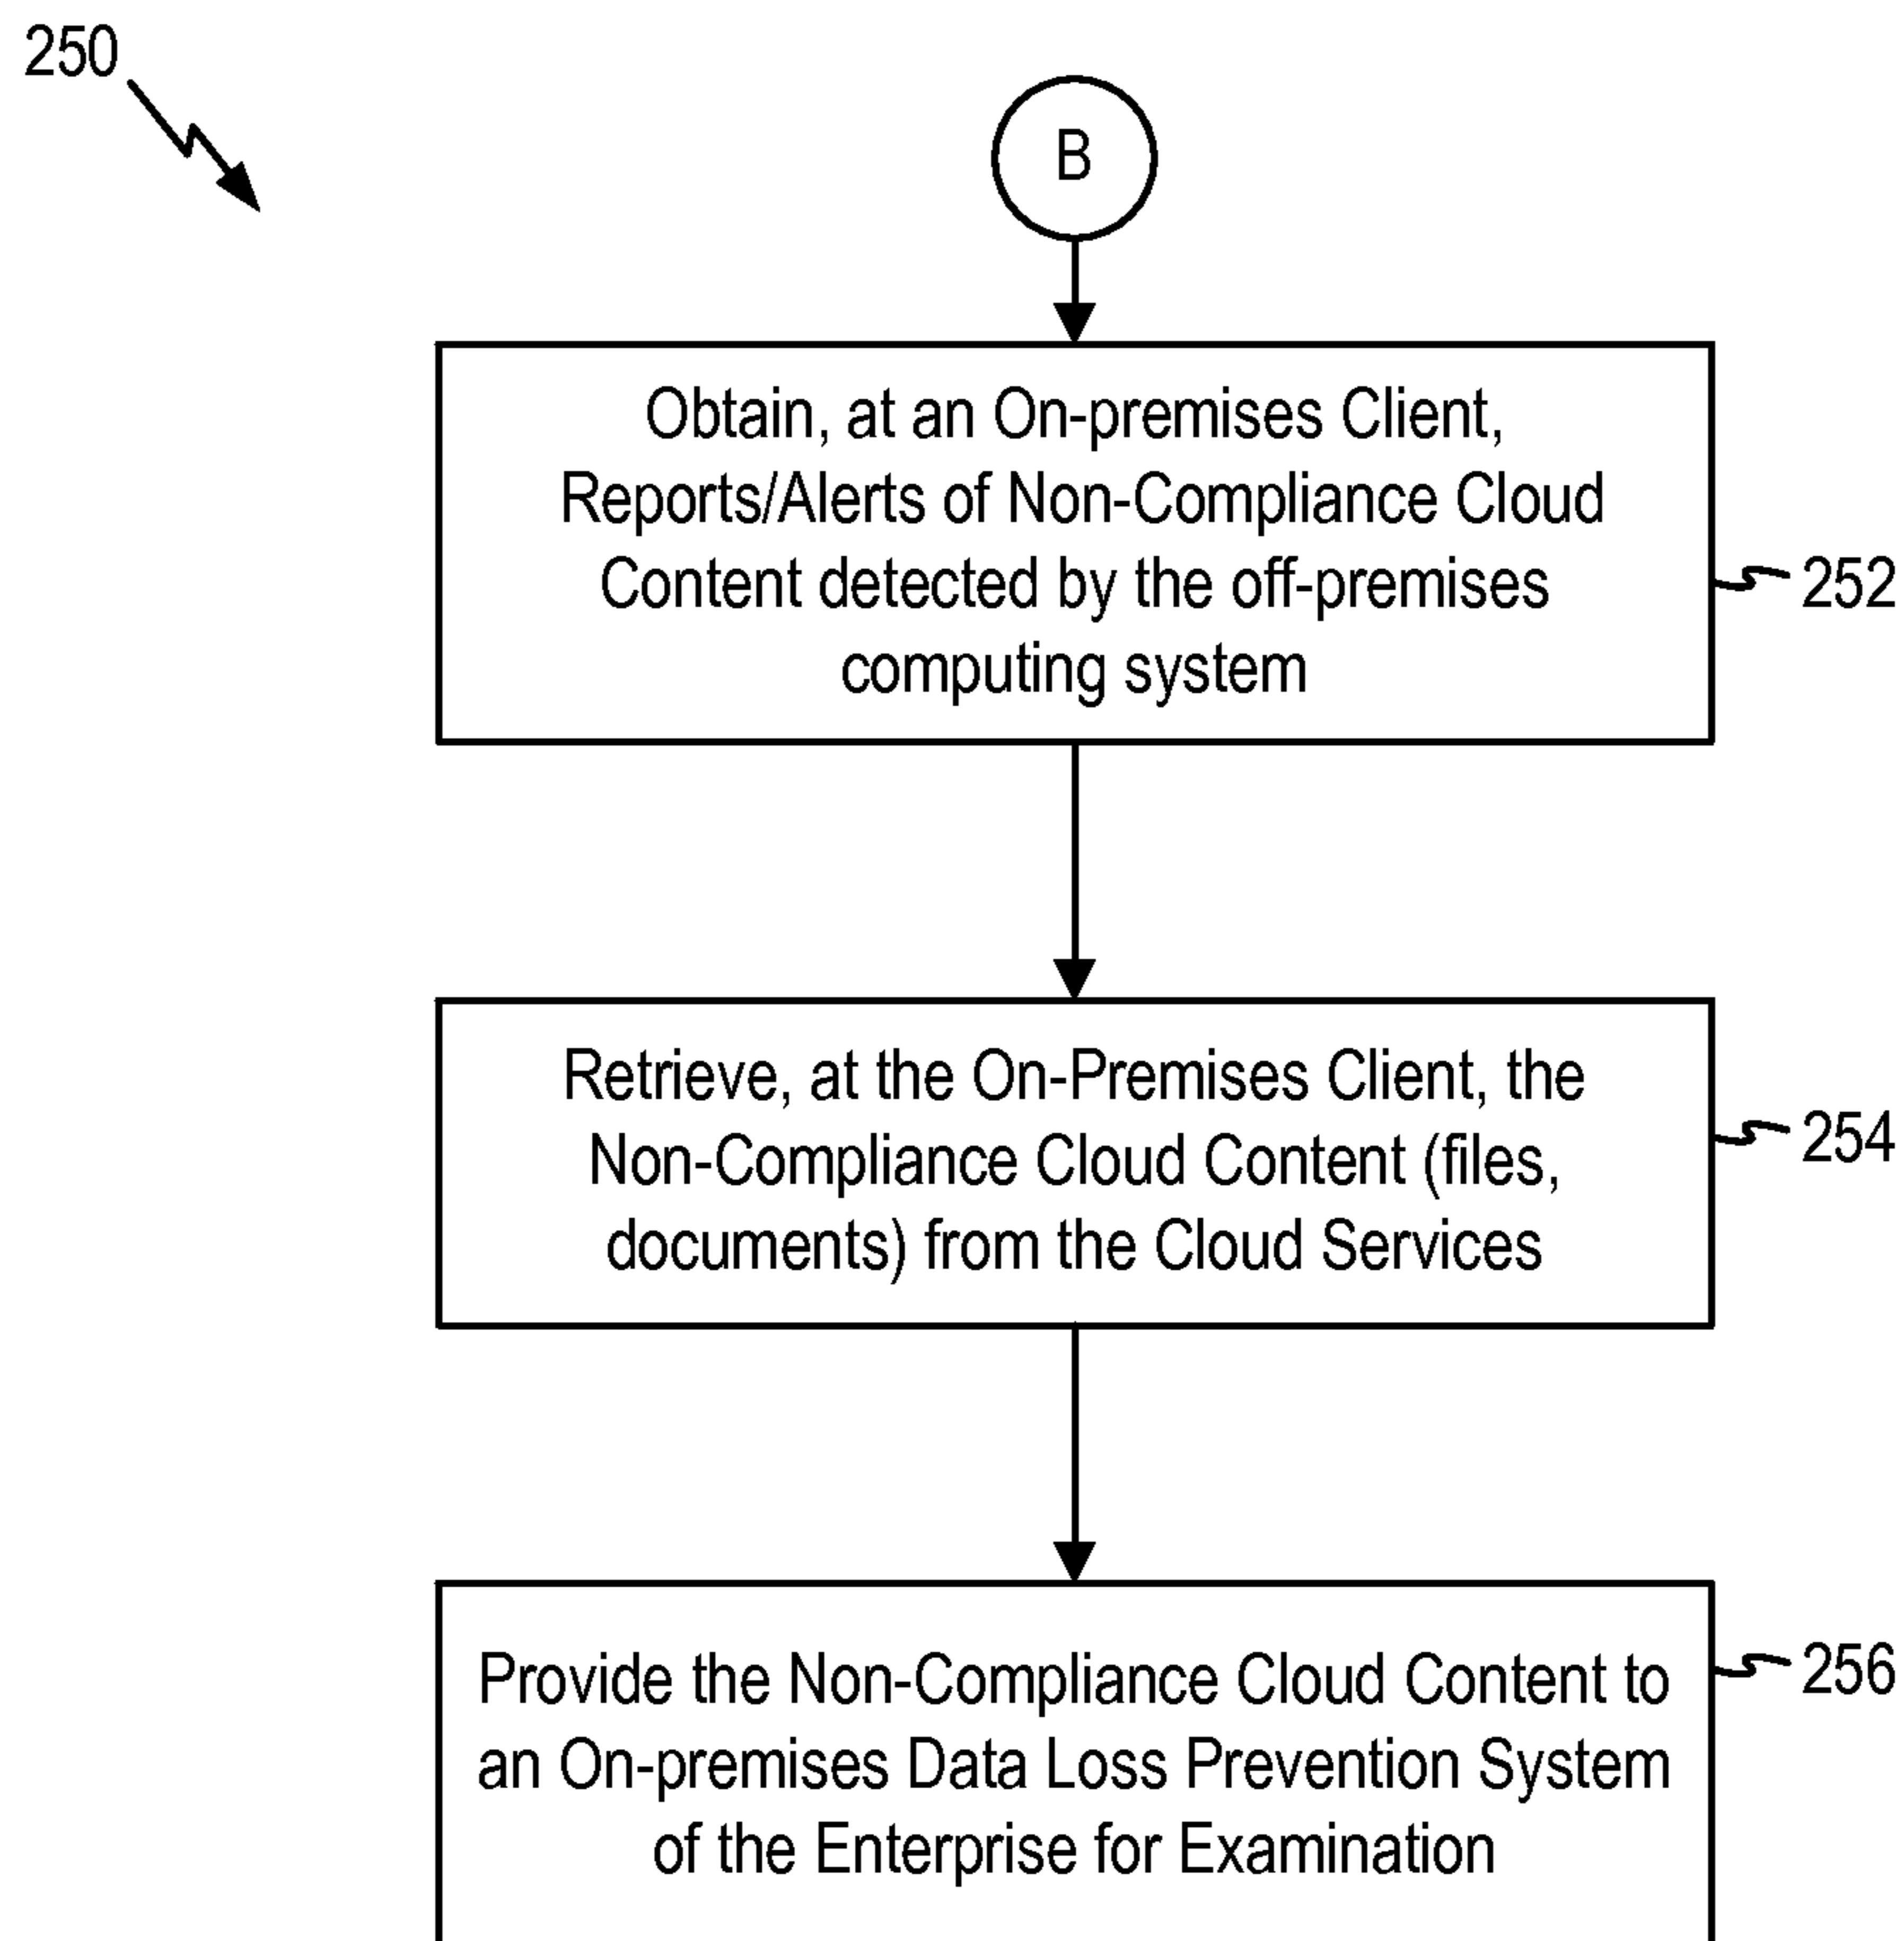 250
B
Obtain, at an On-premises Client,
Reports/Alerts of Non-Compliance Cloud
Content detected by the off-premises
computing system
252
Retrieve, at the On-Premises Client, the
Non-Compliance Cloud Content (files,
documents) from the Cloud Services
254
Provide the Non-Compliance Cloud Content to
an On-premises Data Loss Prevention System
of the Enterprise for Examination
256